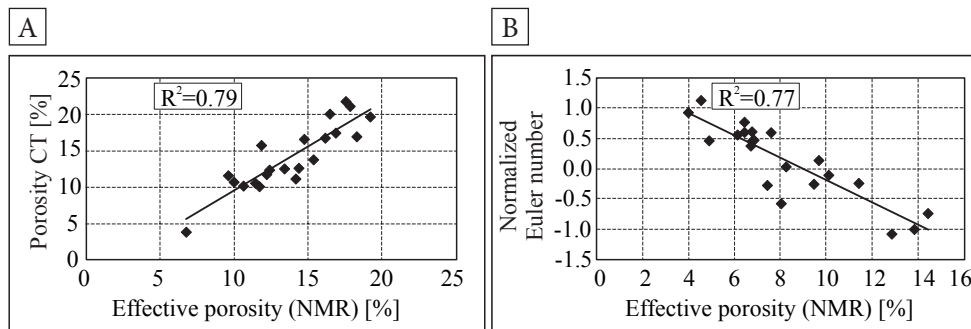 A
R²=0.79
Porosity CT [%]
25
20
15
10
5
0
0 5 10 15 20 25
Effective porosity (NMR) [%]
B
R²=0.77
Normalized
Euler number
1.5
1.0
0.5
0.0
-0.5
-1.0
-1.5
0 2 4 6 8 10 12 14 16
Effective porosity (NMR) [%]